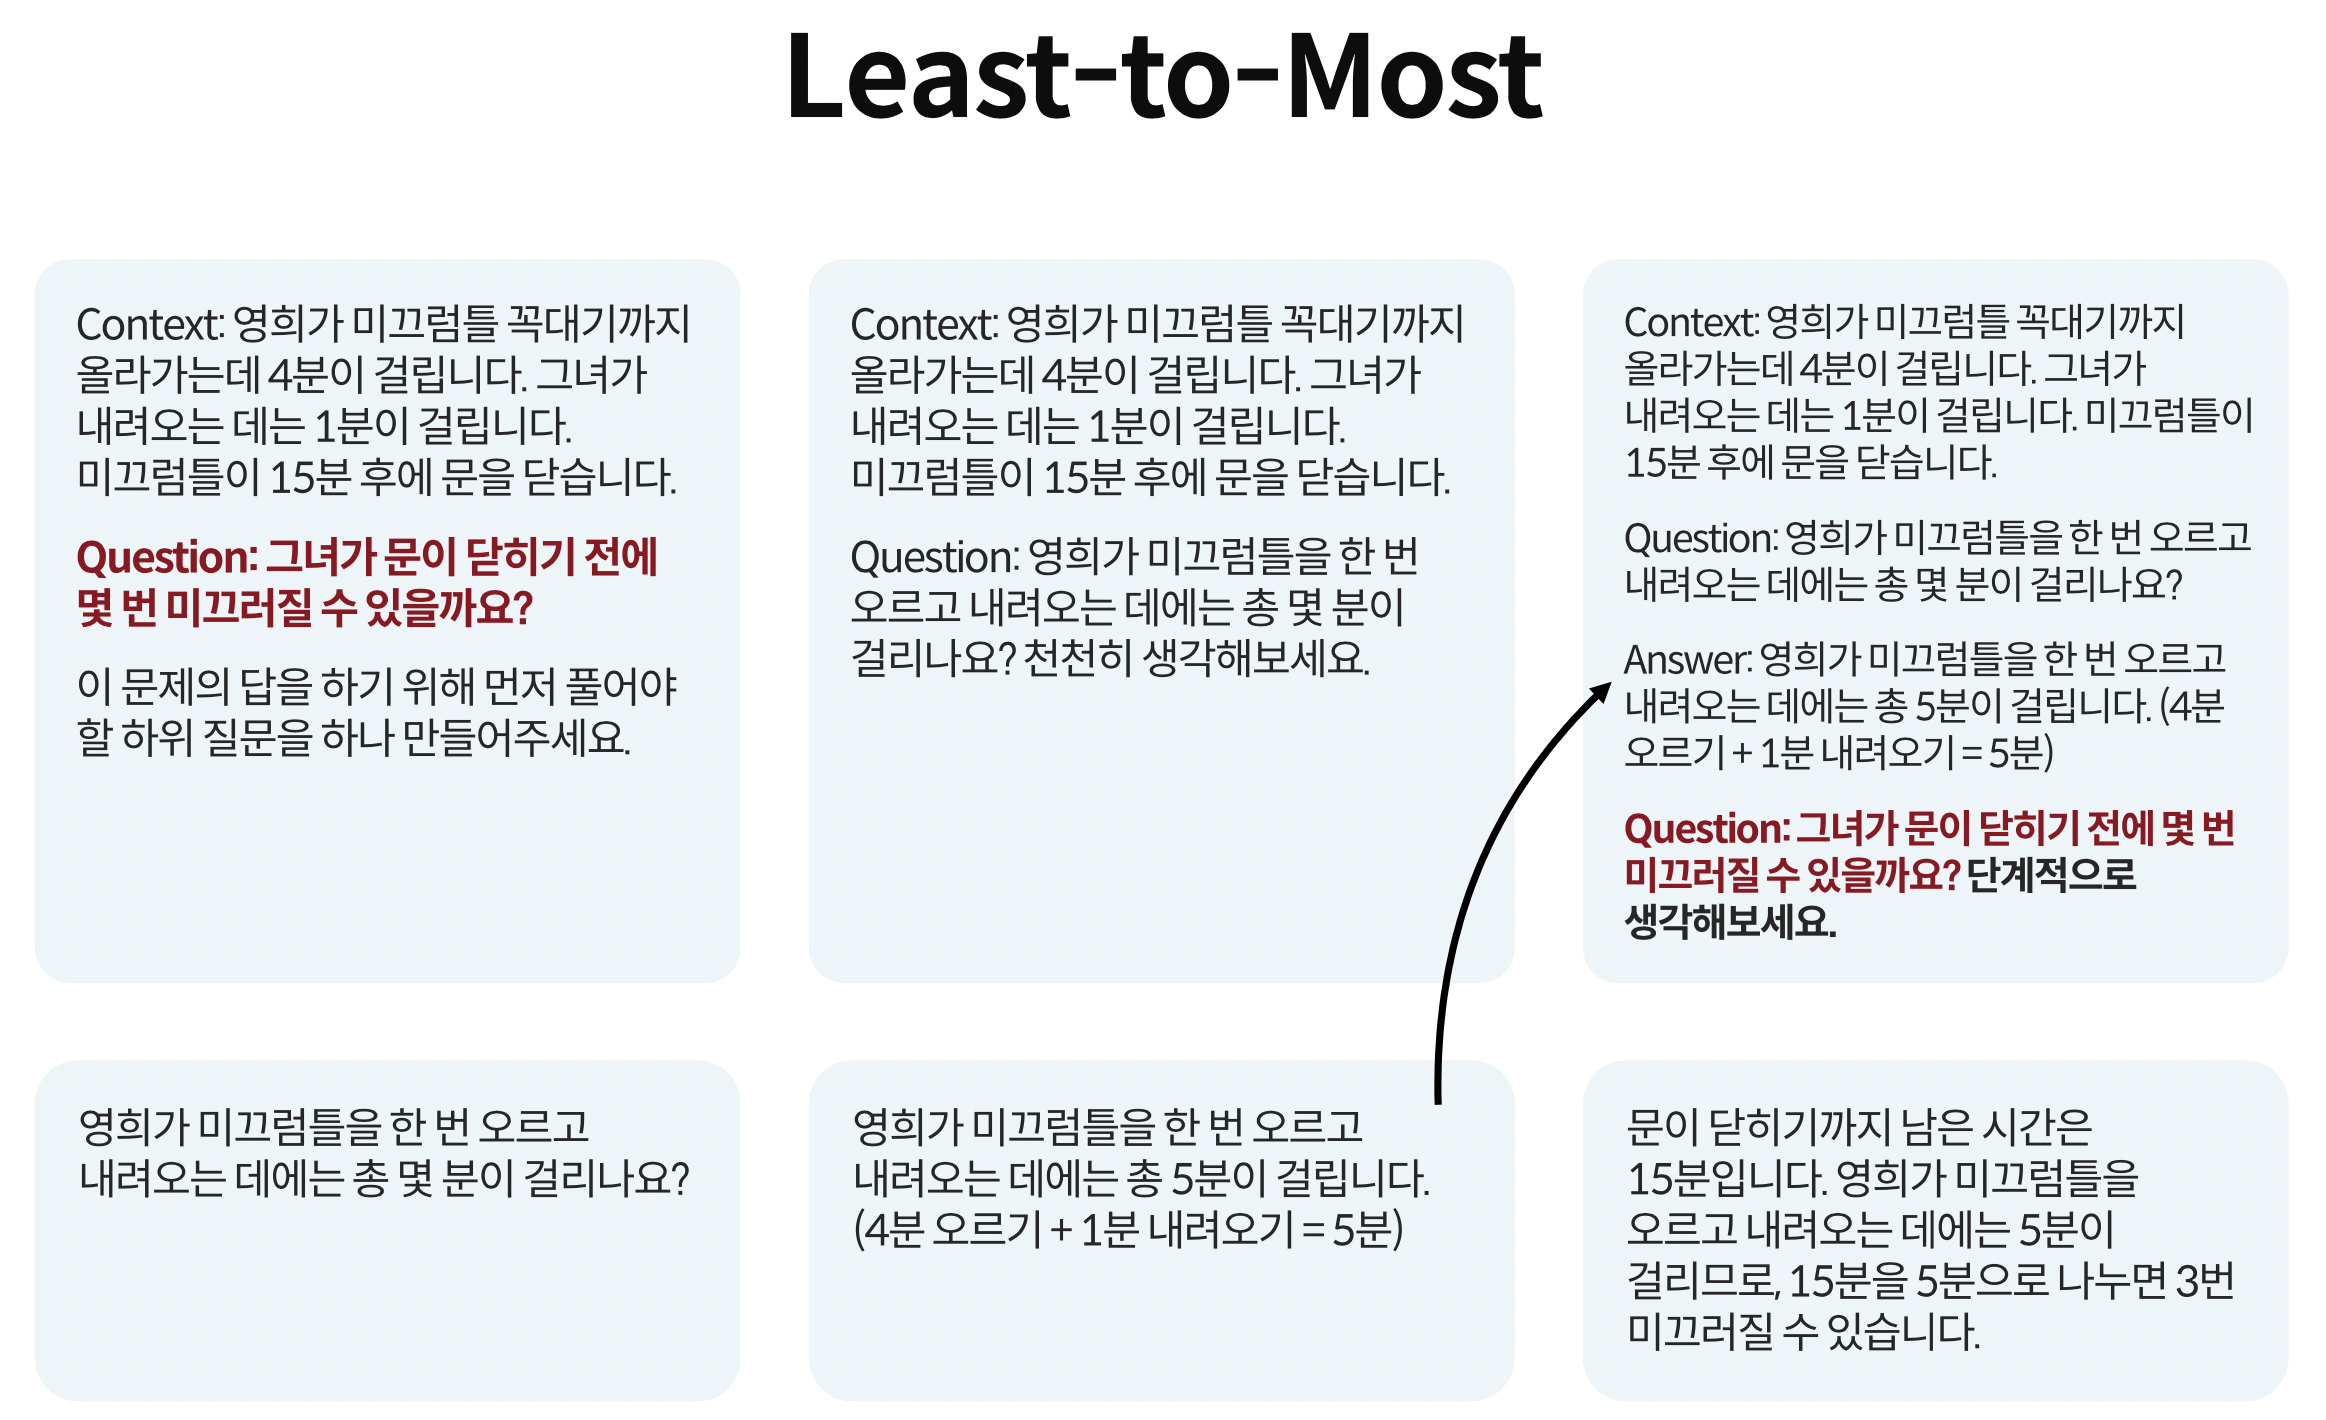 Least-to-Most
Context: 영희가 미끄럼틀 꼭대기까지
올라가는데 4분이 걸립니다. 그녀가
내려오는 데는 1분이 걸립니다.
미끄럼틀이 15분 후에 문을 닫습니다.
Question: 그녀가 문이 닫히기 전에
몇 번 미끄러질 수 있을까요?
이 문제의 답을 하기 위해 먼저 풀어야
할 하위 질문을 하나 만들어주세요.
영희가 미끄럼틀을 한 번 오르고
내려오는 데에는 총 몇 분이 걸리나요?
Context: 영희가 미끄럼틀 꼭대기까지
올라가는데 4분이 걸립니다. 그녀가
내려오는 데는 1분이 걸립니다.
미끄럼틀이 15분 후에 문을 닫습니다.
Question: 영희가 미끄럼틀을 한 번
오르고 내려오는 데에는 총 몇 분이
걸리나요? 천천히 생각해보세요.
영희가 미끄럼틀을 한 번 오르고
내려오는 데에는 총 5분이 걸립니다.
(4분 오르기 + 1분 내려오기 = 5분)
Context: 영희가 미끄럼틀 꼭대기까지
올라가는데 4분이 걸립니다. 그녀가
내려오는 데는 1분이 걸립니다. 미끄럼틀이
15분 후에 문을 닫습니다.
Question: 영희가 미끄럼틀을 한 번 오르고
내려오는 데에는 총 몇 분이 걸리나요?
Answer: 영희가 미끄럼틀을 한 번 오르고
내려오는 데에는 총 5분이 걸립니다. (4분
오르기 + 1분 내려오기 = 5분)
Question: 그녀가 문이 닫히기 전에 몇 번
미끄러질 수 있을까요? 단계적으로
생각해보세요.
문이 닫히기까지 남은 시간은
15분입니다. 영희가 미끄럼틀을
오르고 내려오는 데에는 5분이
걸리므로, 15분을 5분으로 나누면 3번
미끄러질 수 있습니다.